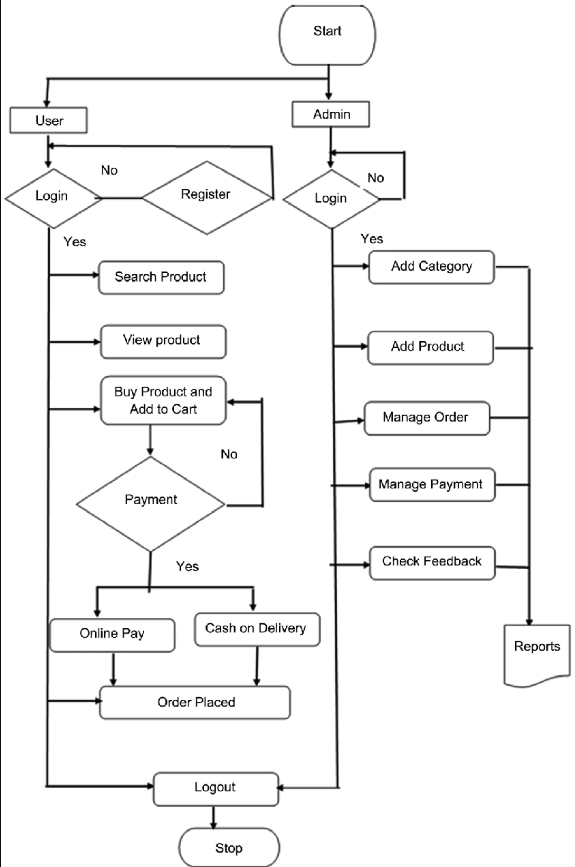 Start
User
Admin
Login
No
Register
Login
No
Yes
Yes
Search Product
Add Category
View product
Add Product
Buy Product and
Add to Cart
Manage Order
No
Payment
Manage Payment
Yes
Check Feedback
Online Pay
Cash on Delivery
Reports
Order Placed
Logout
Stop